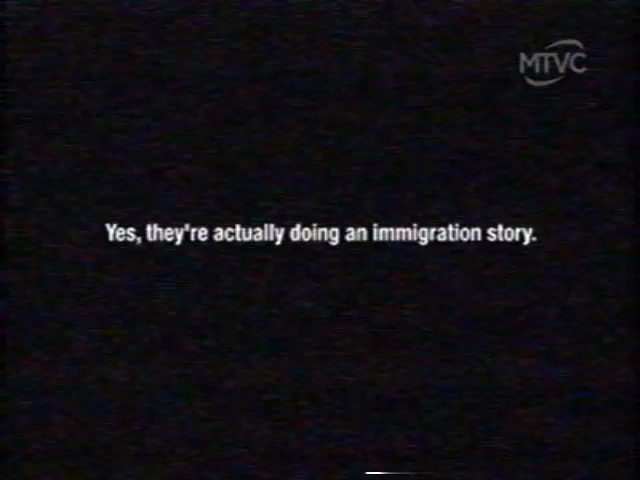 MTVC
Yes, they're actually doing an immigration story.